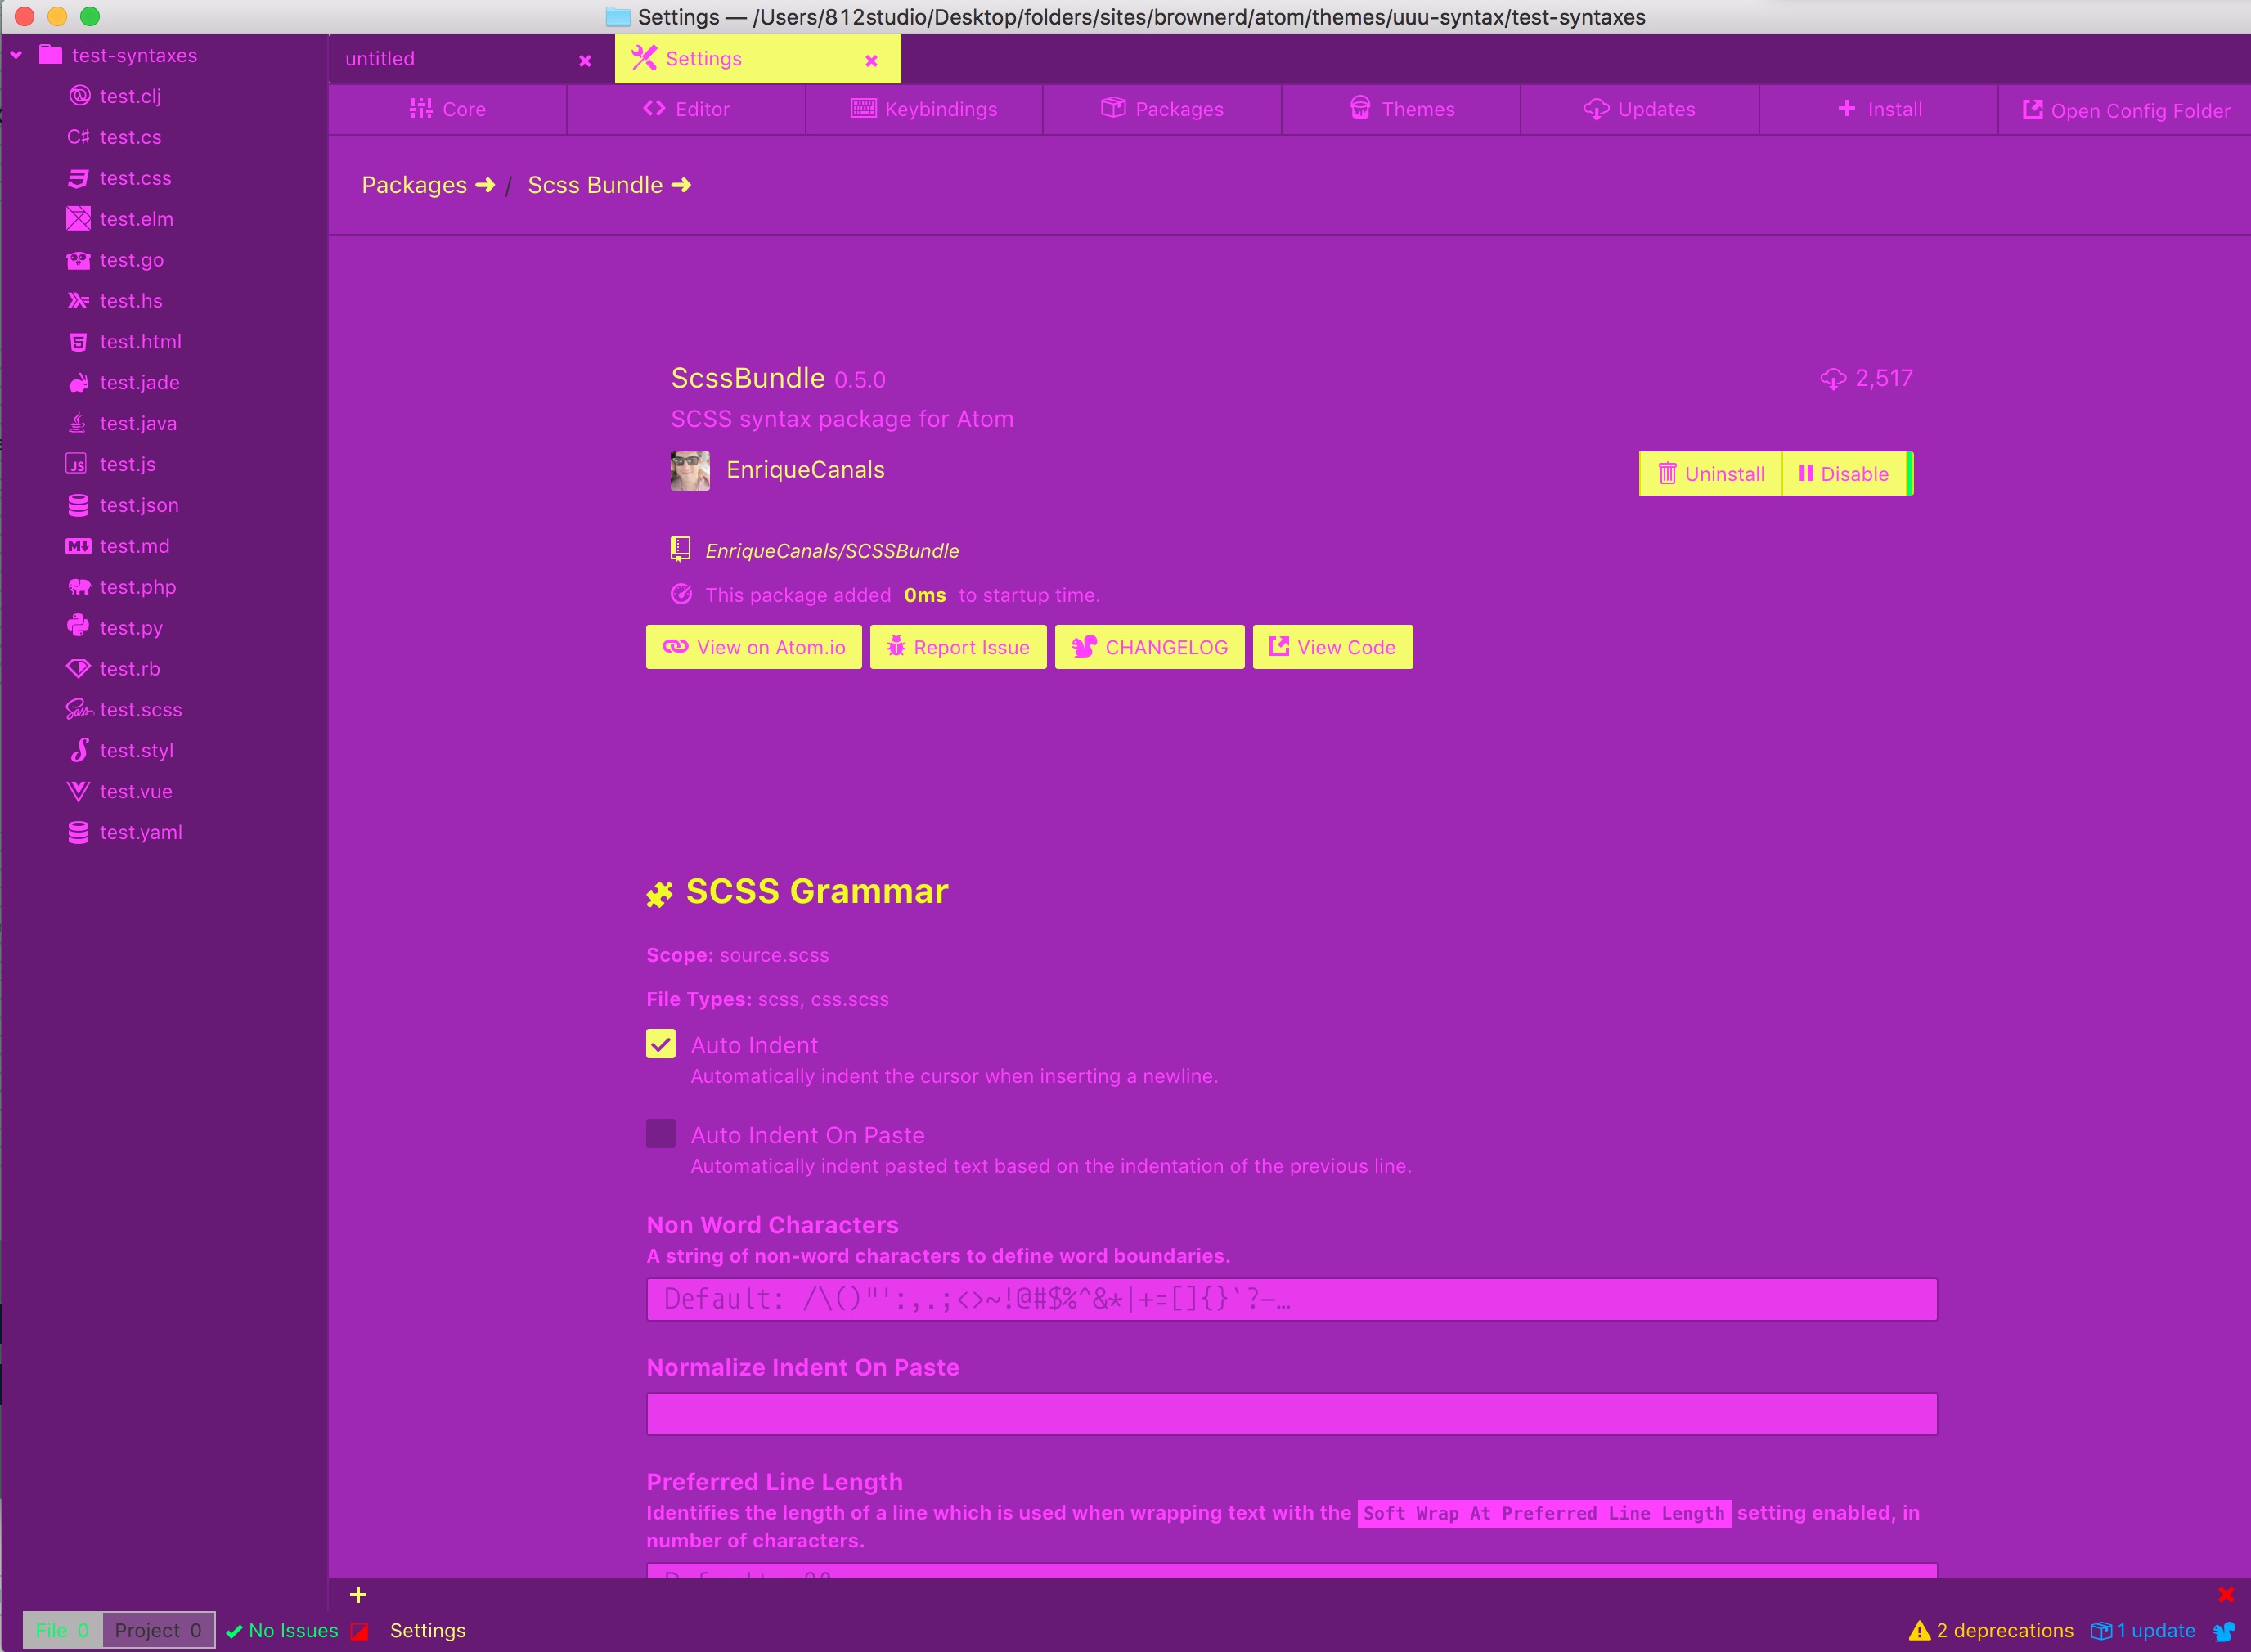 Settings — /Users/812studio/Desktop/folders/sites/brownerd/atom/themes/uuu-syntax/test-syntaxes
test-syntaxes
test.clj
C# test.cs
test.css
test.elm
test.go
test.hs
5 test.html
test.jade
test.java
JS test.js
test.json
M test.md
test.php
test.py
test.rb
Sass test.scss
test.styl
test.vue
test.yaml
untitled
Settings
Core
Editor
Keybindings
Packages
Themes
Updates
Install
Open Config Folder
Packages / Scss Bundle
ScssBundle 0.5.0
2,517
SCSS syntax package for Atom
EnriqueCanals
Uninstall
Disable
EnriqueCanals/SCSSBundle
This package added 0ms to startup time.
View on Atom.io
Report Issue
CHANGELOG
View Code
SCSS Grammar
Scope: source.scss
File Types: scss, css.scss
Auto Indent
Automatically indent the cursor when inserting a newline.
Auto Indent On Paste
Automatically indent pasted text based on the indentation of the previous line.
Non Word Characters
A string of non-word characters to define word boundaries.
Default: /\()"':,.;<>~!@#$%^&*|+=[]{}`?-…
Normalize Indent On Paste
Preferred Line Length
Identifies the length of a line which is used when wrapping text with the Soft Wrap At Preferred Line Length setting enabled, in
number of characters.
File 0
Project 0
No Issues
Settings
2 deprecations
1 update